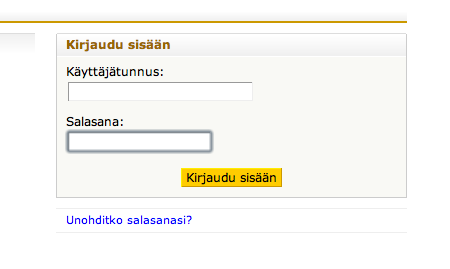 Kirjaudu sisään
Käyttäjätunnus:
Salasana:
Kirjaudu sisään
Unohditko salasanasi?